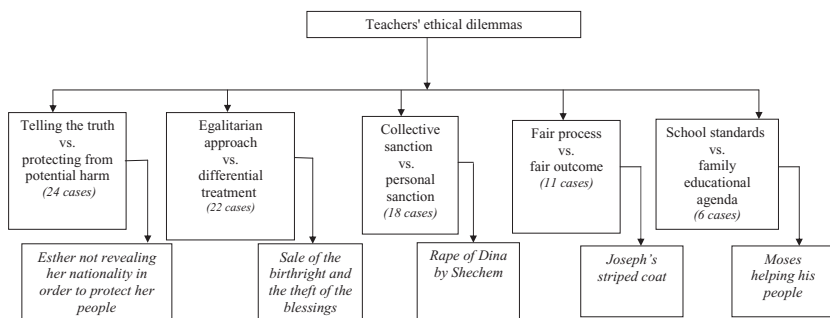 Teachers' ethical dilemmas
Telling the truth
vs.
protecting from
potential harm
(24 cases)
Egalitarian
approach
vs.
differential
treatment
(22 cases)
Collective
sanction
vs.
personal
sanction
(18 cases)
Fair process
vs.
fair outcome
(11 cases)
School standards
vs.
family
educational
agenda
(6 cases)
Esther not revealing
her nationality in
order to protect her
people
Sale of the
birthright and
the theft of the
blessings
Rape of Dina
by Shechem
Joseph's
striped coat
Moses
helping his
people